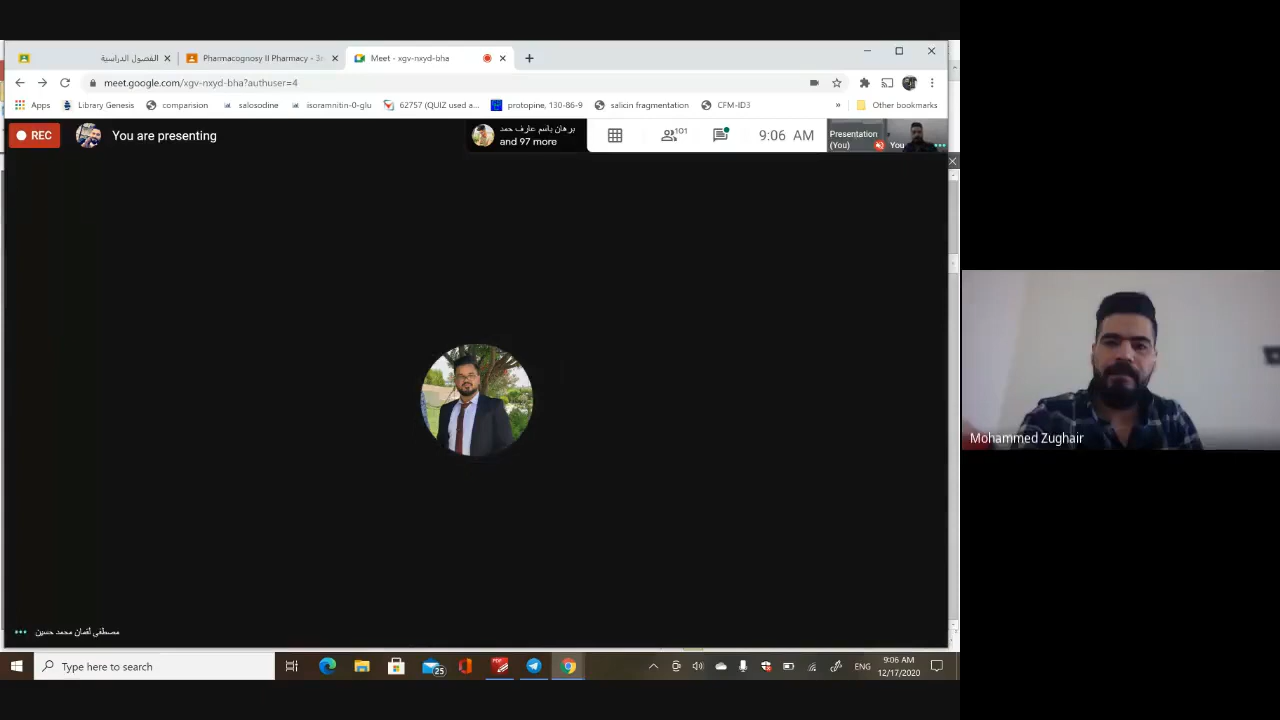 الفصول الدراسية
Pharmacognosy II Pharmacy - 3
Meet - xgv-nxyd-bha
meet.google.com/xgv-nxyd-bha?authuser=4
Apps
Library Genesis
comparision
salosodine
isoramnitin-0-glu
62757 (QUIZ used a...
protopine, 130-86-9
salicin fragmentation
CFM-ID3
»
Other bookmarks
REC
You are presenting
برهان باسم عارف حمد
and 97 more
101
9:06 AM
Presentation
(You)
You
Mohammed Zughair
مصطفى لقمان محمد حسين
Type here to search
PDF
25
ENG
9:06 AM
12/17/2020